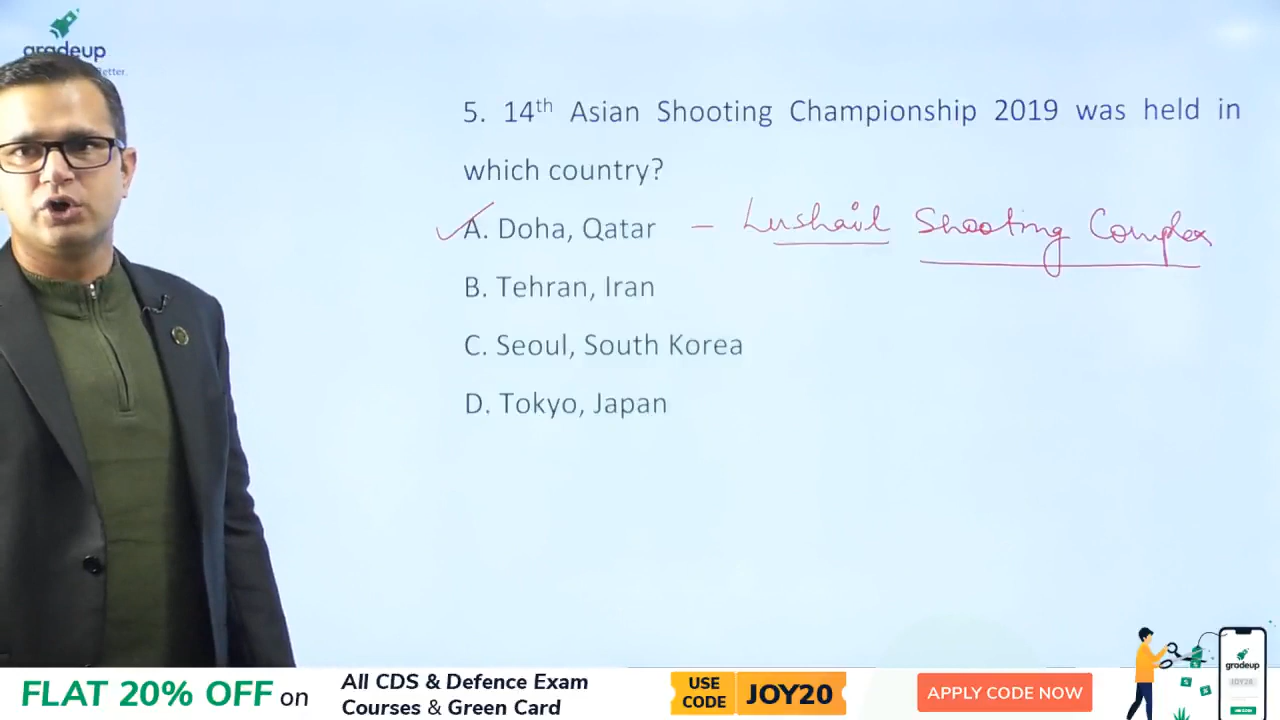 gradeup
etter.
5. 14th Asian Shooting Championship 2019 was held in
which country?
A. Doha, Qatar – Lushail Shooting Complex
B. Tehran, Iran
C. Seoul, South Korea
D. Tokyo, Japan
gradeup
JOY20
FLAT 20% OFF on
All CDS & Defence Exam
Courses & Green Card
USE
CODE
JOY20
APPLY CODE NOW